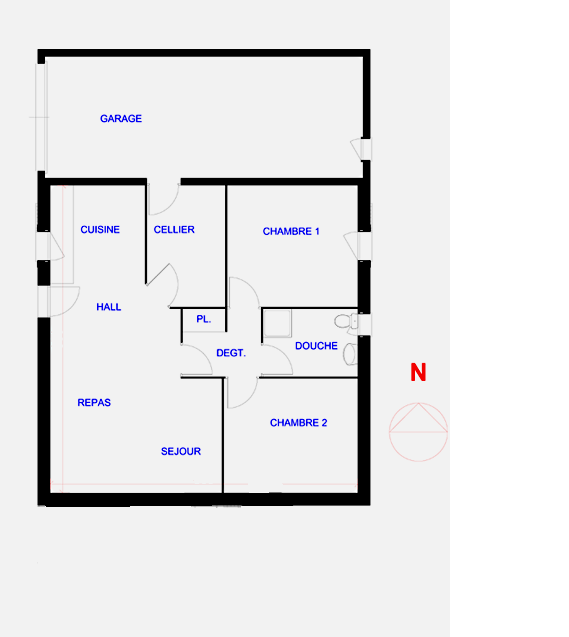 GARAGE
CUISINE
CELLIER
CHAMBRE 1
HALL
PL.
DEGT.
DOUCHE
N
REPAS
CHAMBRE 2
SEJOUR